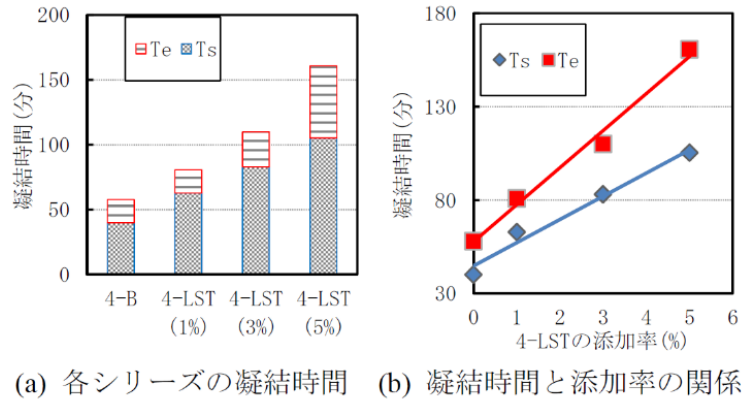 200
150
100
50
0
凝結時間(分)
Te Ts
4-B 4-LST 4-LST 4-LST
(1%) (3%) (5%)
(a) 各シリーズの凝結時間
180
130
80
30
凝結時間(分)
Ts Te
0 1 2 3 4 5 6
4-LSTの添加率(%)
(b) 凝結時間と添加率の関係